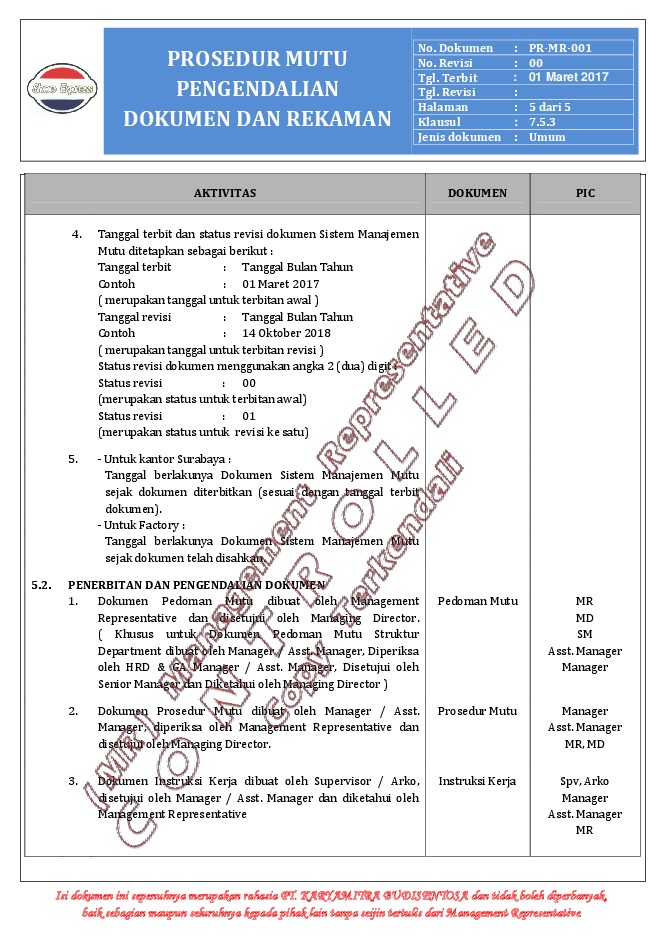 Shoes Express
PROSEDUR MUTU
PENGENDALIAN
DOKUMEN DAN REKAMAN
No. Dokumen : PR-MR-001
No. Revisi : 00
Tgl. Terbit : 01 Maret 2017
Tgl. Revisi :
Halaman : 5 dari 5
Klausul : 7.5.3
Jenis dokumen : Umum
AKTIVITAS DOKUMEN PIC
4. Tanggal terbit dan status revisi dokumen Sistem Manajemen
Mutu ditetapkan sebagai berikut :
Tanggal terbit : Tanggal Bulan Tahun
Contoh : 01 Maret 2017
( merupakan tanggal untuk terbitan awal )
Tanggal revisi : Tanggal Bulan Tahun
Contoh : 14 Oktober 2018
( merupakan tanggal untuk terbitan revisi )
Status revisi dokumen menggunakan angka 2 (dua) digit :
Status revisi : 00
(merupakan status untuk terbitan awal)
Status revisi : 01
(merupakan status untuk revisi ke satu)
5. - Untuk kantor Surabaya :
Tanggal berlakunya Dokumen Sistem Manajemen Mutu
sejak dokumen diterbitkan (sesuai dengan tanggal terbit
dokumen).
- Untuk Factory :
Tanggal berlakunya Dokumen Sistem Manajemen Mutu
sejak dokumen telah disahkan.
5.2. PENERBITAN DAN PENGENDALIAN DOKUMEN
1. Dokumen Pedoman Mutu dibuat oleh Management Pedoman Mutu MR
Representative dan disetujui oleh Managing Director. MD
( Khusus untuk Dokumen Pedoman Mutu Struktur SM
Department dibuat oleh Manager / Asst. Manager, Diperiksa Asst. Manager
oleh HRD & GA Manager / Asst. Manager, Disetujui oleh Manager
Senior Manager dan Diketahui oleh Managing Director )
2. Dokumen Prosedur Mutu dibuat oleh Manager / Asst. Prosedur Mutu Manager
Manager, diperiksa oleh Management Representative dan Asst. Manager
disetujui oleh Managing Director. MR, MD
3. Dokumen Instruksi Kerja dibuat oleh Supervisor / Arko, Instruksi Kerja Spv, Arko
disetujui oleh Manager / Asst. Manager dan diketahui oleh Manager
Management Representative Asst. Manager
MR
(MR) Management Representative
CONTROLLED
Copy Terkendali
Isi dokumen ini sepenuhnya merupakan rahasia PT. KARYAMITRA BUDISENTOSA dan tidak boleh diperbanyak,
baik sebagian maupun seluruhnya kepada pihak lain tanpa seijin tertulis dari Management Representative